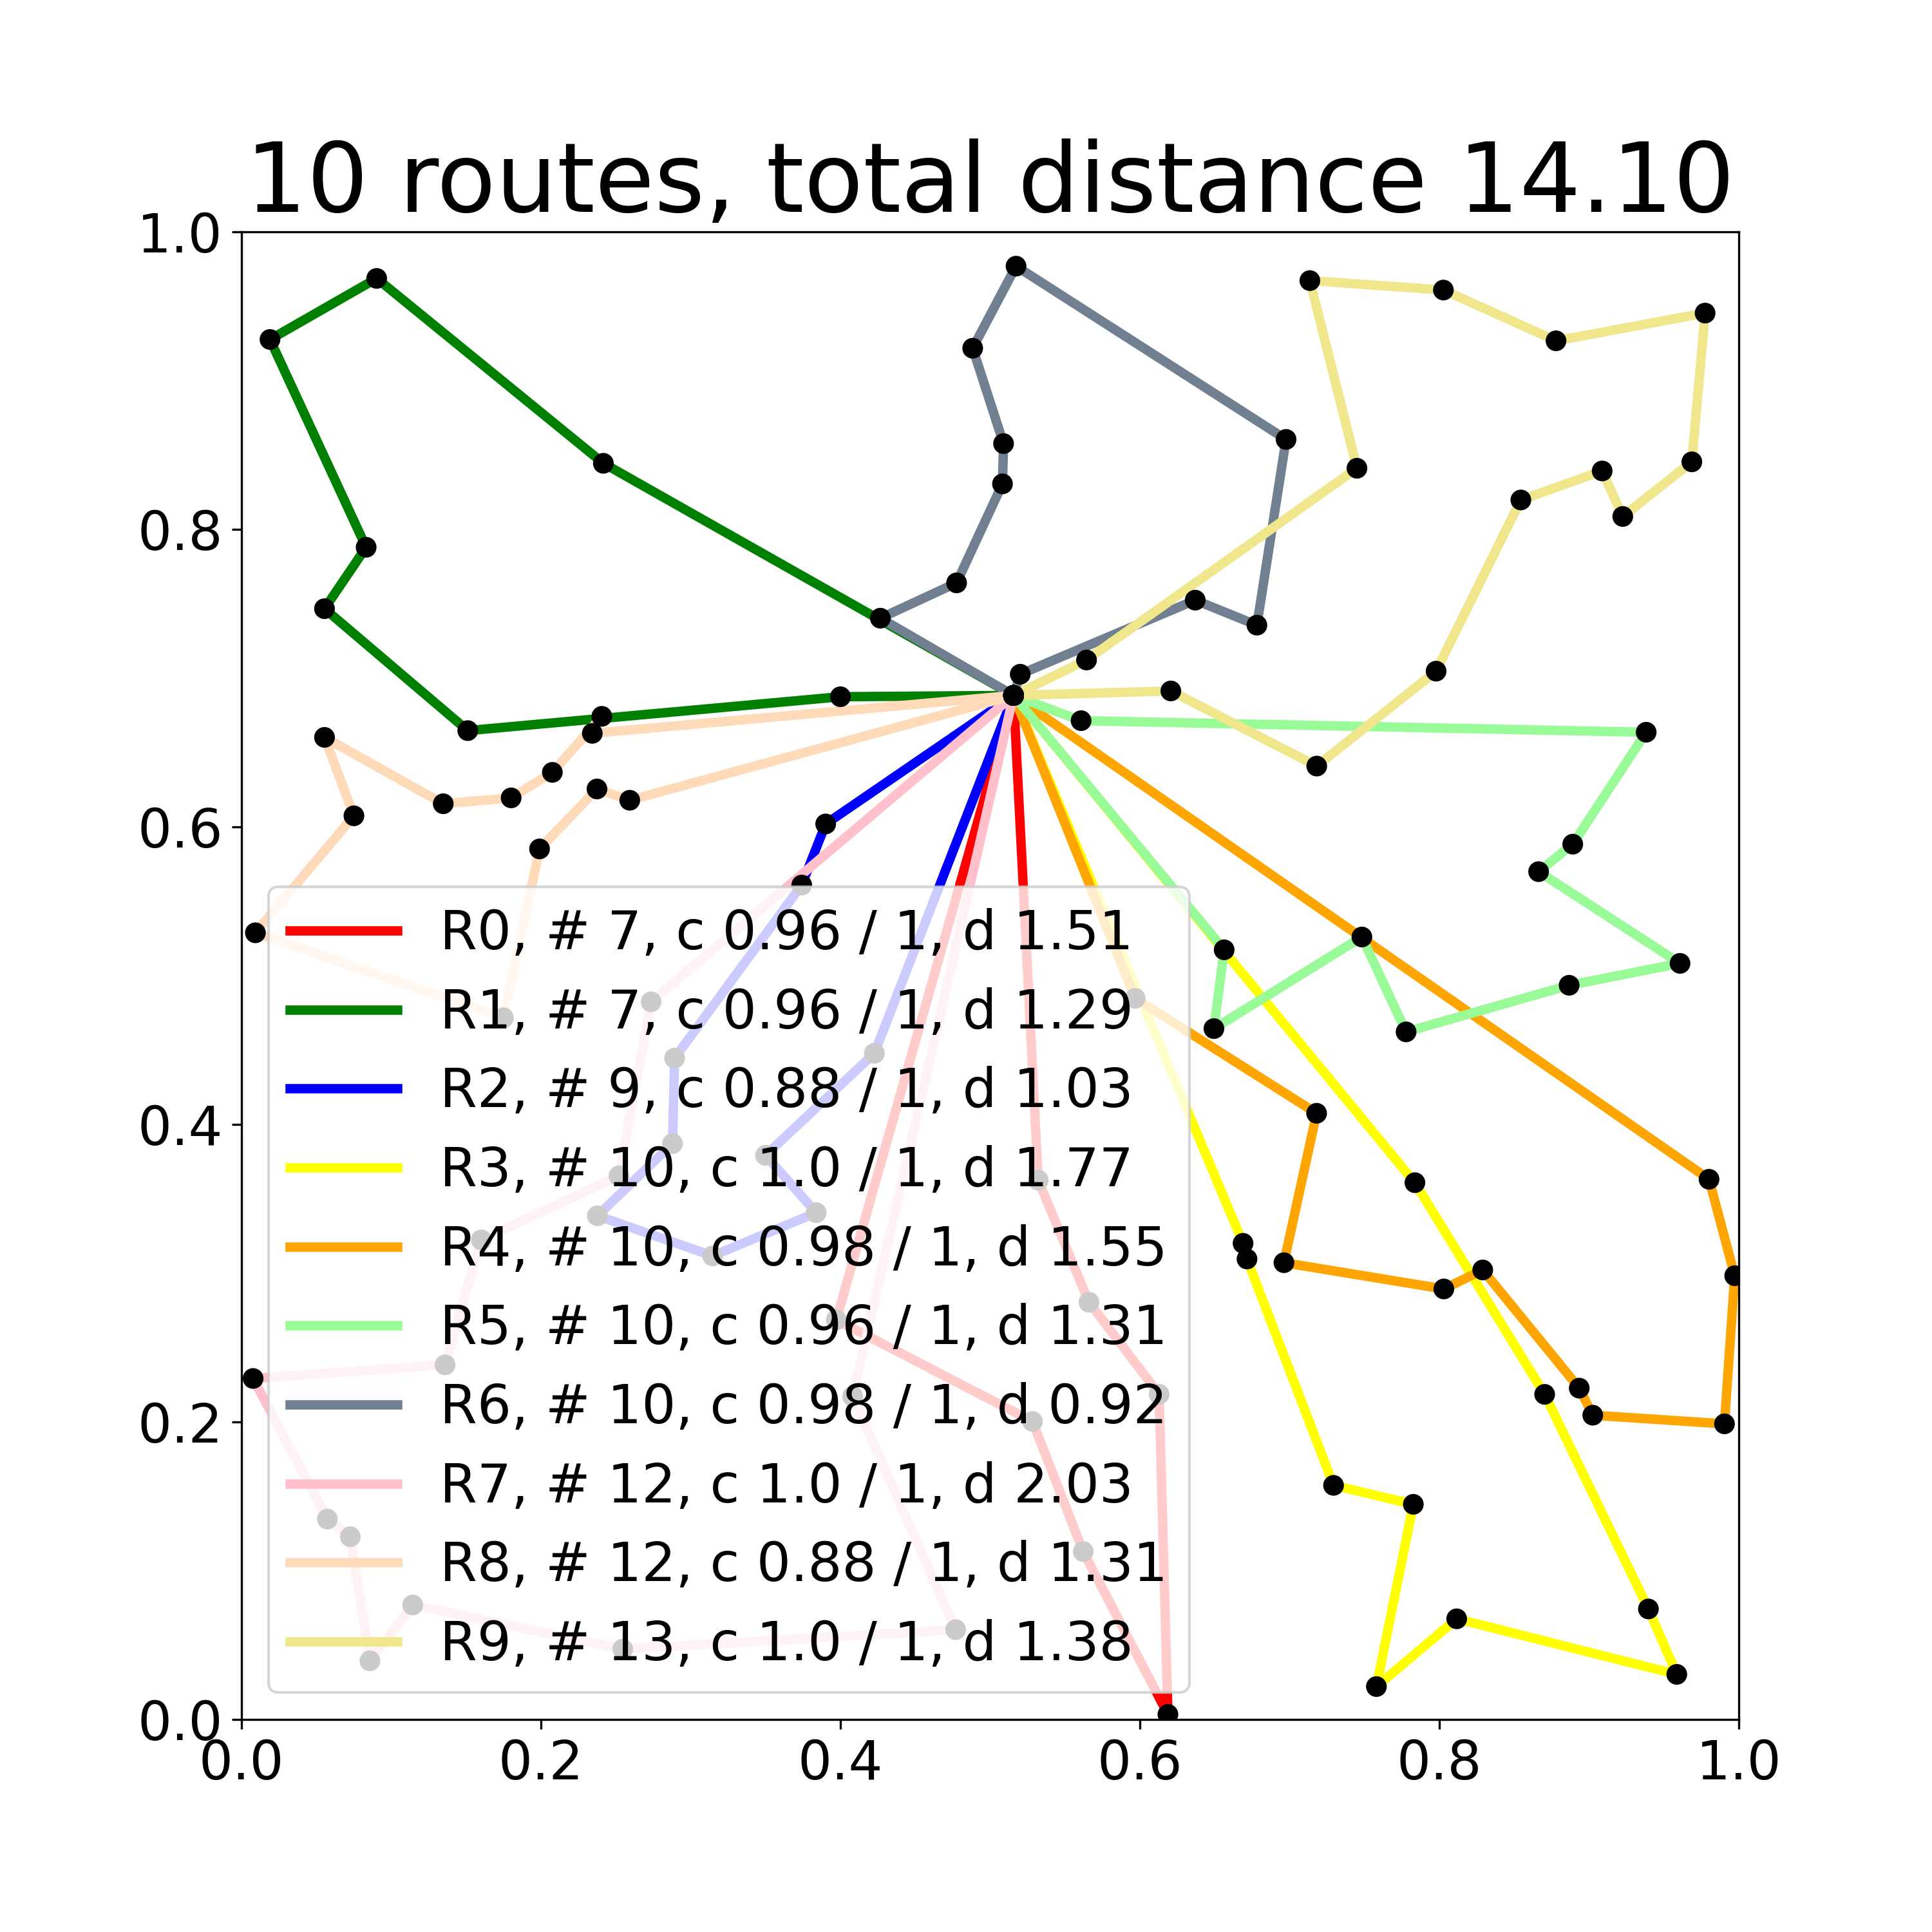 10 routes, total distance 14.10
1.0
0.8
0.6
0.4
0.2
0.0
R0, # 7, c 0.96 / 1, d 1.51
R1, # 7, c 0.96 / 1, d 1.29
R2, # 9, c 0.88 / 1, d 1.03
R3, # 10, c 1.0 / 1, d 1.77
R4, # 10, c 0.98 / 1, d 1.55
R5, # 10, c 0.96 / 1, d 1.31
R6, # 10, c 0.98 / 1, d 0.92
R7, # 12, c 1.0 / 1, d 2.03
R8, # 12, c 0.88 / 1, d 1.31
R9, # 13, c 1.0 / 1, d 1.38
0.0 0.2 0.4 0.6 0.8 1.0